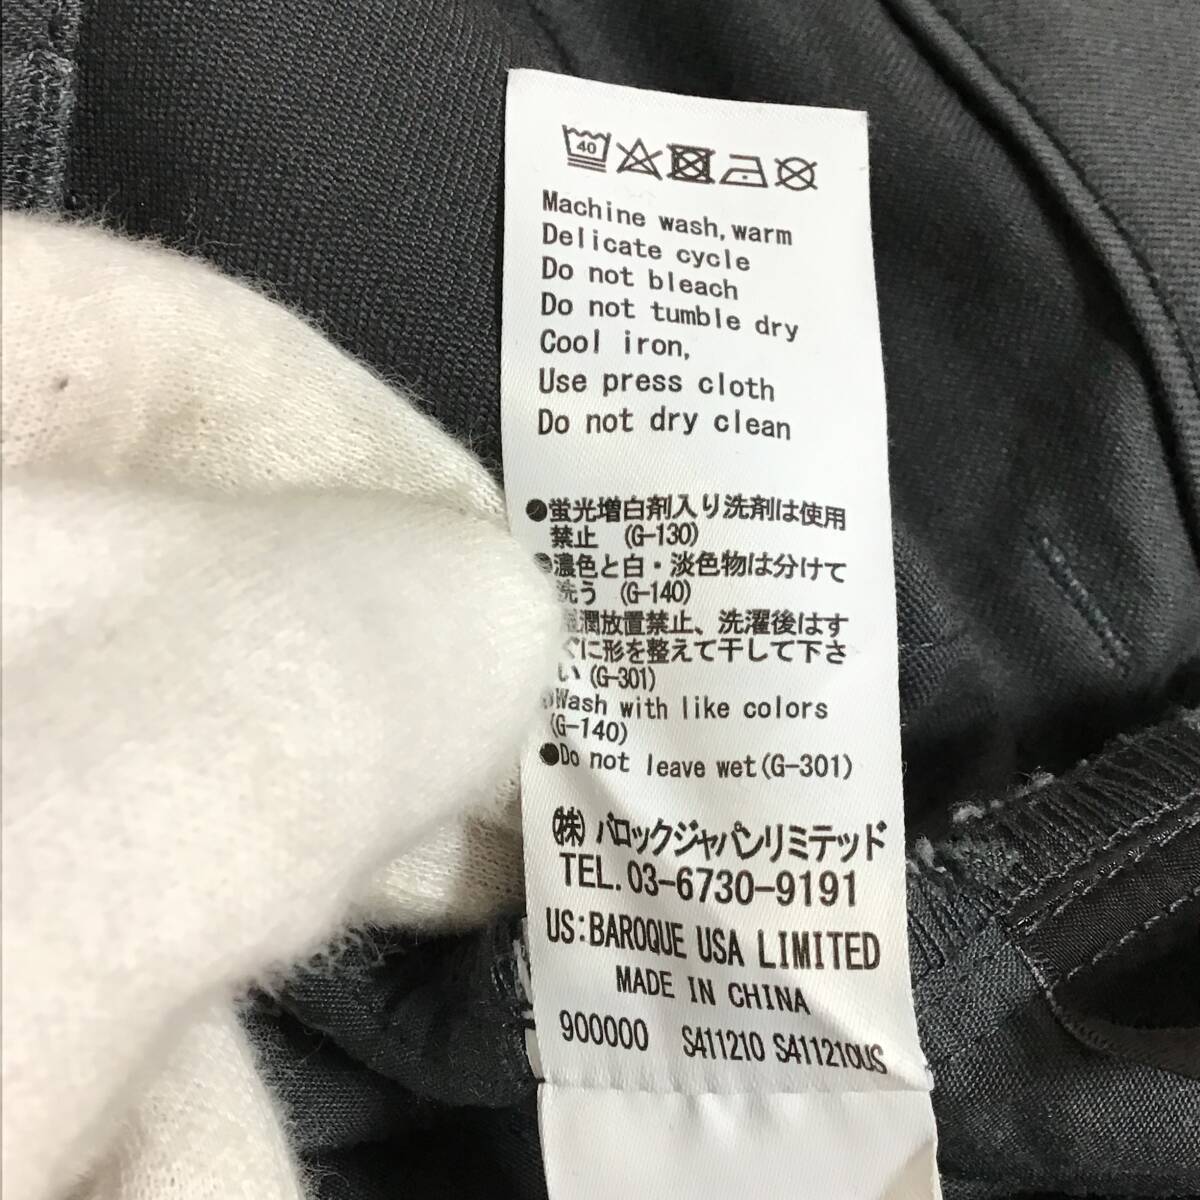 40
Machine wash, warm
Delicate cycle
Do not bleach
Do not tumble dry
Cool iron,
Use press cloth
Do not dry clean
●蛍光増白剤入り洗剤は使用
禁止 (G-130)
●濃色と白・淡色物は分けて
洗う (G-140)
潤放置禁止、洗濯後はす
ぐに形を整えて干して下さ
い (G-301)
●Wash with like colors
(G-140)
●Do not leave wet(G-301)
(株) バロックジャパンリミテッド
TEL. 03-6730-9191
US:BAROQUE USA LIMITED
MADE IN CHINA
900000 S411210 S411210US